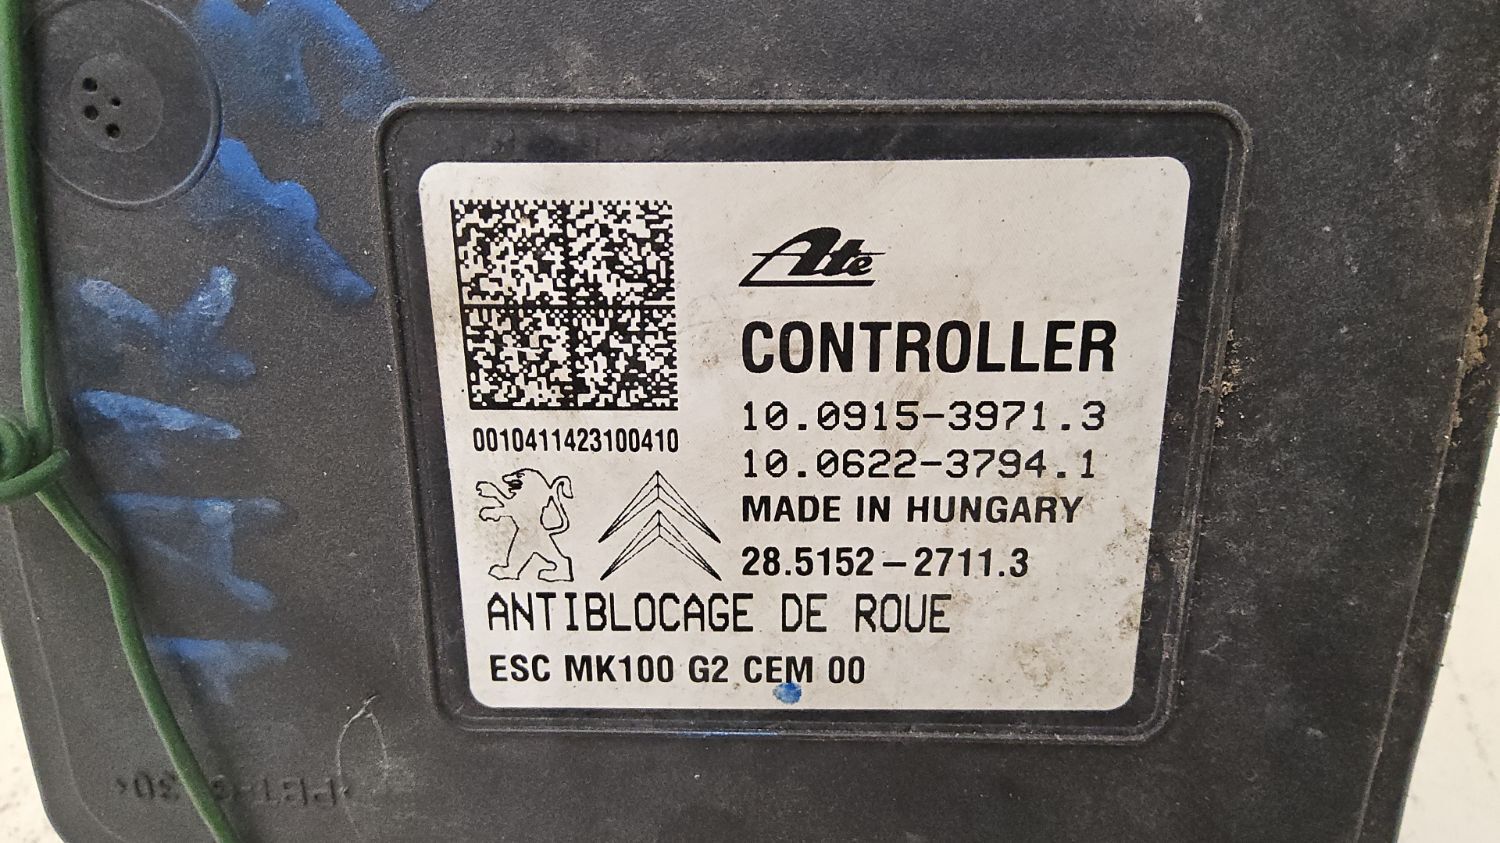 Ate
CONTROLLER
10.0915-3971.3
10.0622-3794.1
MADE IN HUNGARY
28.5152-2711.3
0010411423100410
ANTIBLOCAGE DE ROUE
ESC MK100 G2 CEM 00